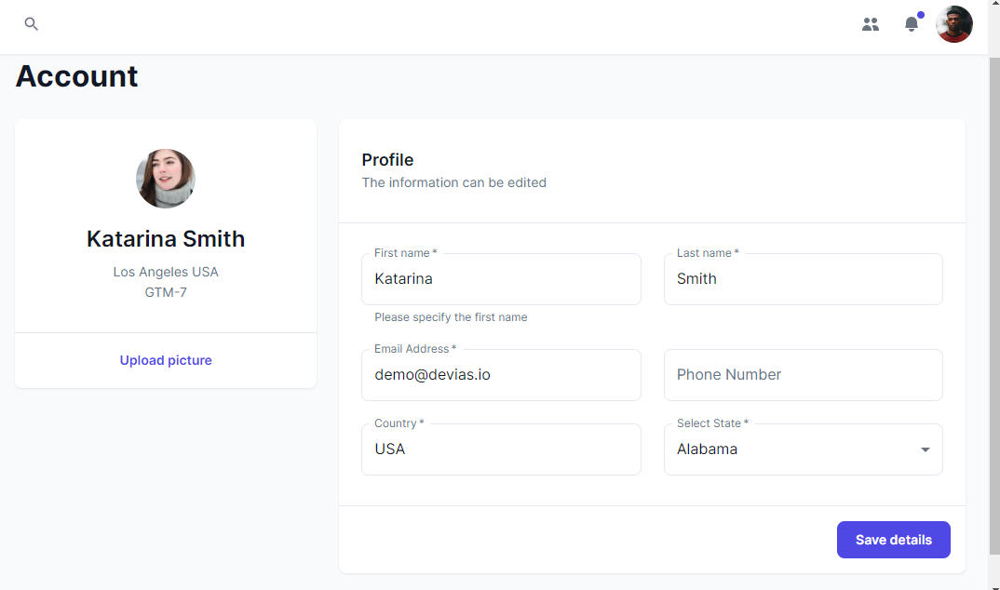 Account
Katarina Smith
Los Angeles USA
GTM-7
Upload picture
Profile
The information can be edited
First name *
Katarina
Please specify the first name
Last name *
Smith
Email Address *
demo@devias.io
Phone Number
Country *
USA
Select State *
Alabama
Save details